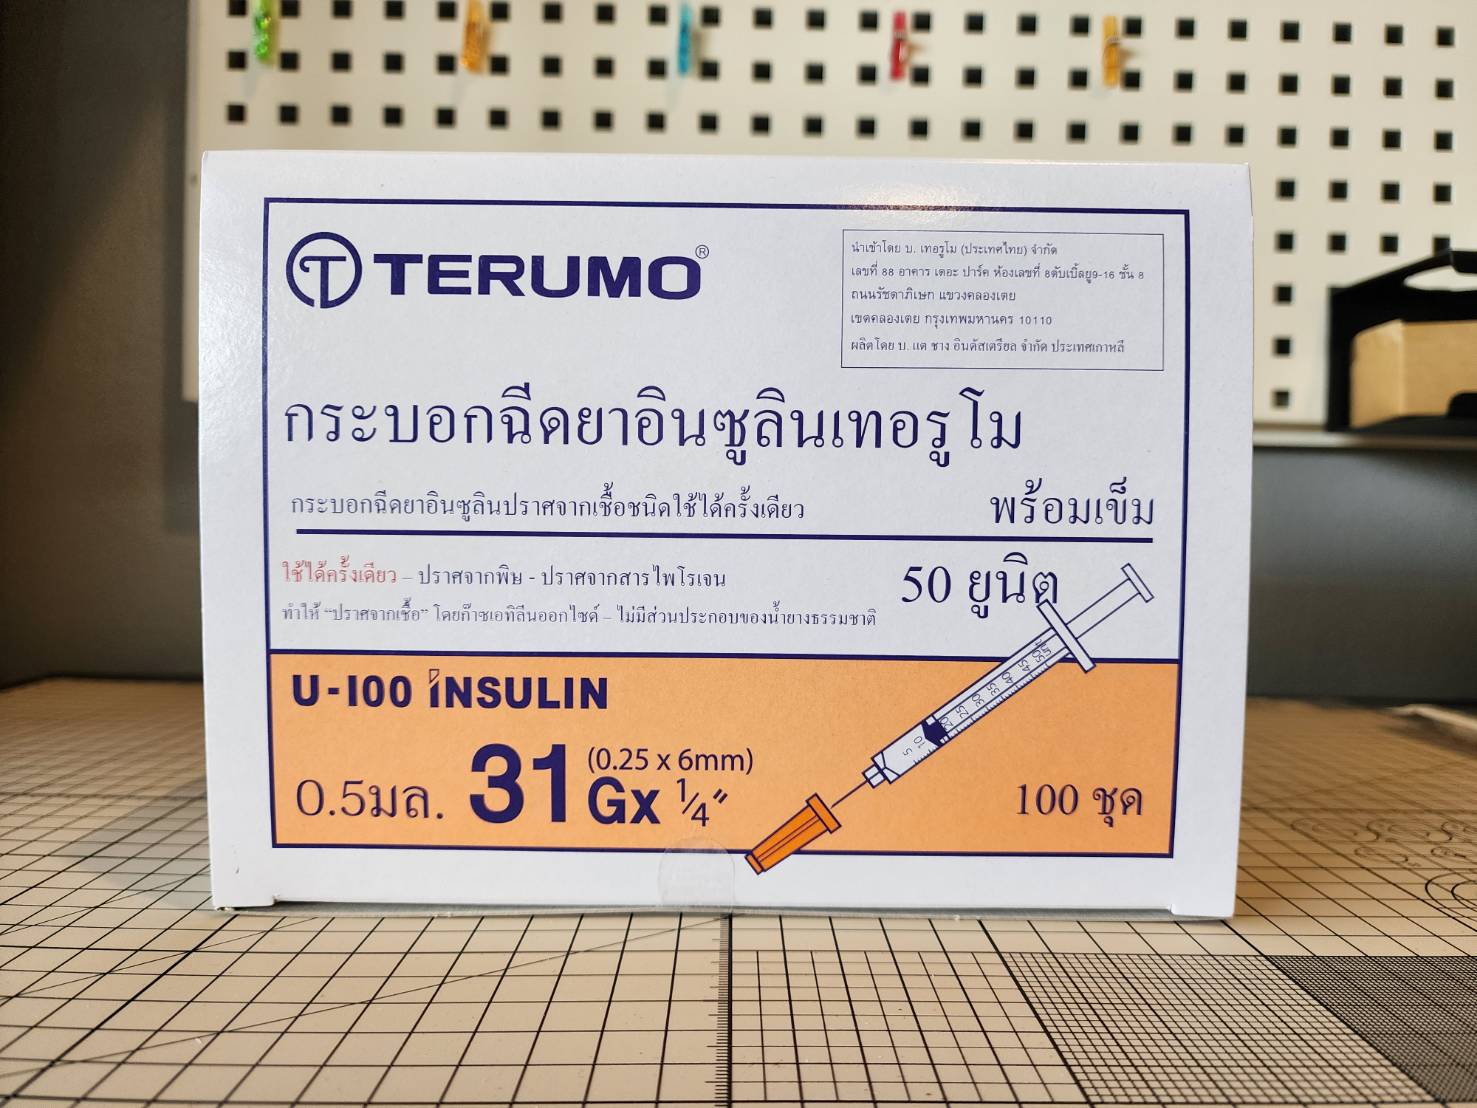 TERUMO®
นำเข้าโดย บ. เทอรูโม (ประเทศไทย) จำกัด
เลขที่ 88 อาคาร เดอะ ปาร์ค ห้องเลขที่ 8ดับเบิ้ลยู9-16 ชั้น 8
ถนนรัชดาภิเษก แขวงคลองเตย
เขตคลองเตย กรุงเทพมหานคร 10110
ผลิตโดย บ. แด ชาง อินดัสเตรียล จำกัด ประเทศเกาหลี
กระบอกฉีดยาอินซูลินเทอรูโม
กระบอกฉีดยาอินซูลินปราศจากเชื้อชนิดใช้ได้ครั้งเดียว
พร้อมเข็ม
ใช้ได้ครั้งเดียว – ปราศจากพิษ - ปราศจากสารไพโรเจน
50 ยูนิต
ทำให้ “ปราศจากเชื้อ” โดยก๊าซเอทิลีนออกไซด์ – ไม่มีส่วนประกอบของน้ำยางธรรมชาติ
U-100 INSULIN
0.5มล. 31 Gx 1/4″
(0.25 x 6mm)
100 ชุด
5 10 20 25 30 35 40 45 50